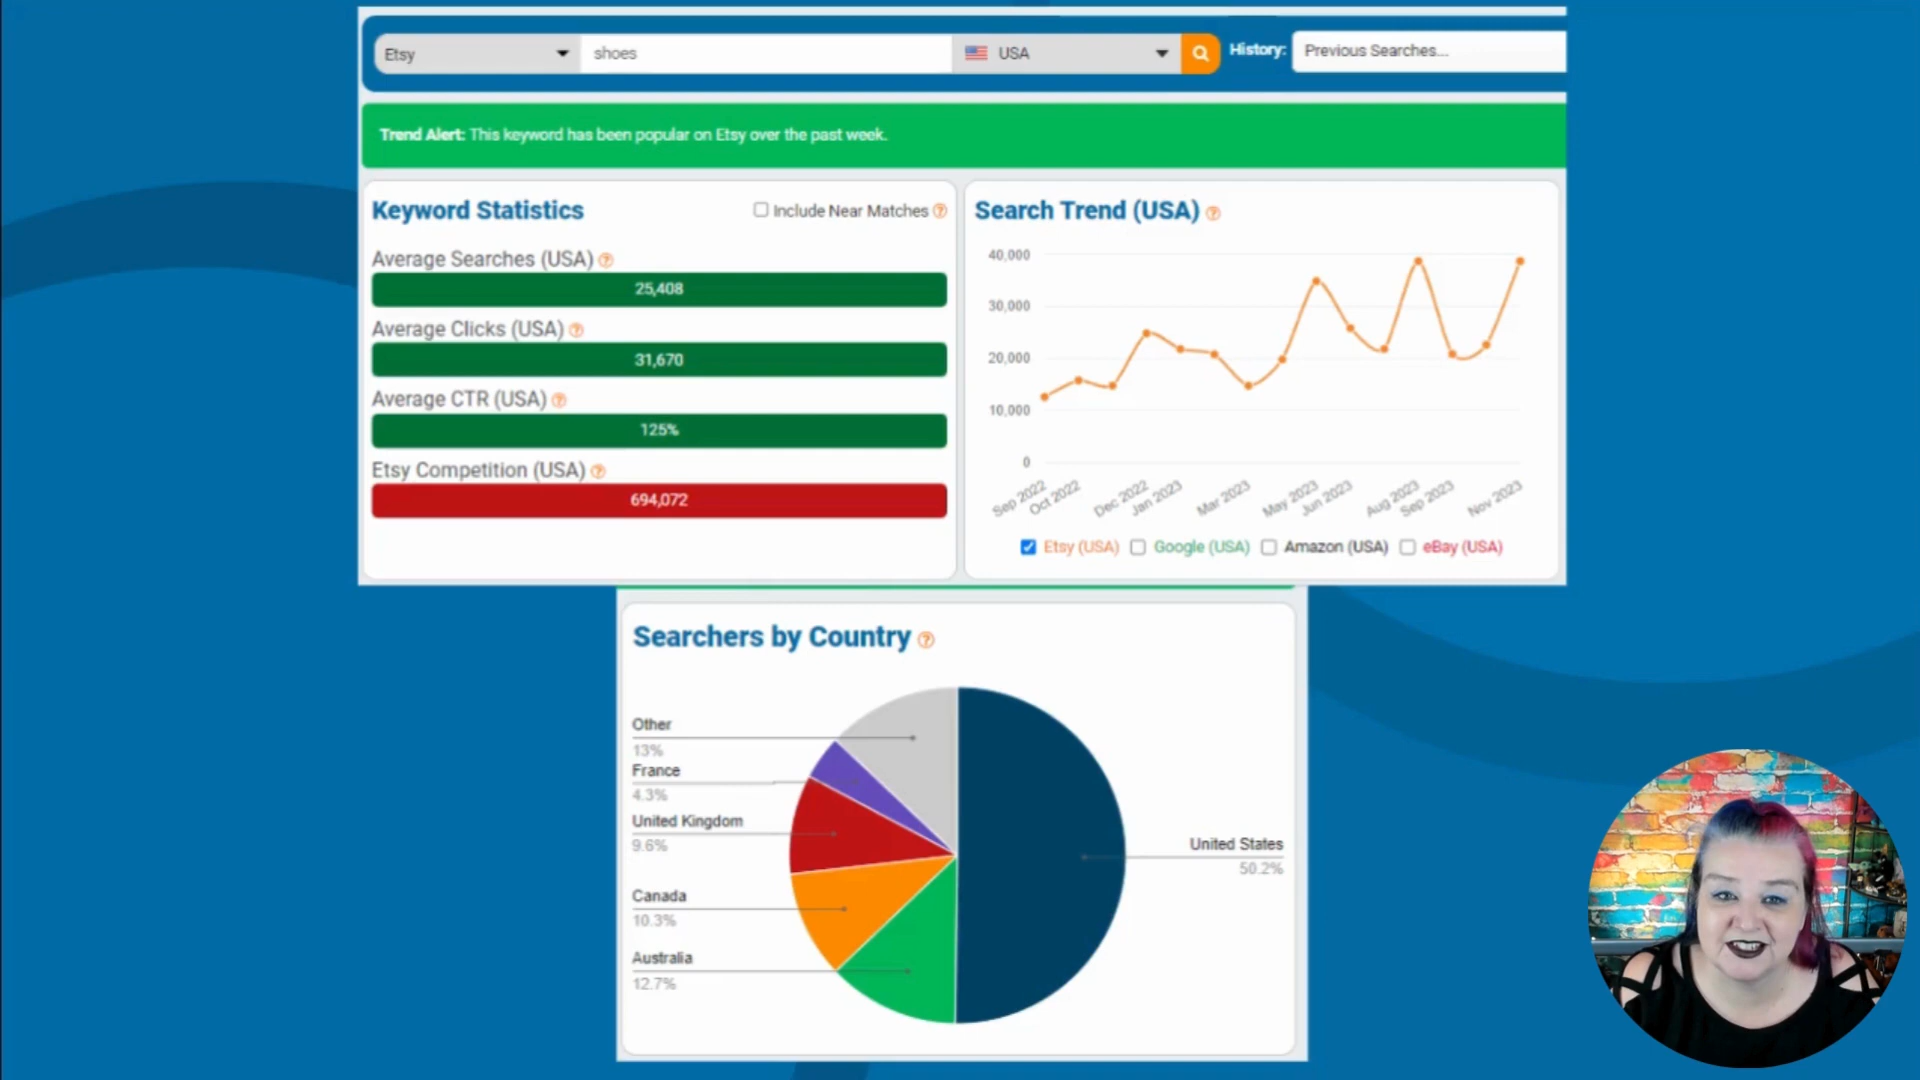 Etsy
shoes
USA
History:
Previous Searches...
Trend Alert: This keyword has been popular on Etsy over the past week.
Keyword Statistics
Include Near Matches ?
Average Searches (USA) ?
25,408
Average Clicks (USA) ?
31,670
Average CTR (USA) ?
125%
Etsy Competition (USA) ?
694,072
Search Trend (USA) ?
40,000
30,000
20,000
10,000
0
Sep 2022
Oct 2022
Dec 2022
Jan 2023
Mar 2023
May 2023
Jun 2023
Aug 2023
Sep 2023
Nov 2023
Etsy (USA)
Google (USA)
Amazon (USA)
eBay (USA)
Searchers by Country ?
Other
13%
France
4.3%
United Kingdom
9.6%
Canada
10.3%
Australia
12.7%
United States
50.2%